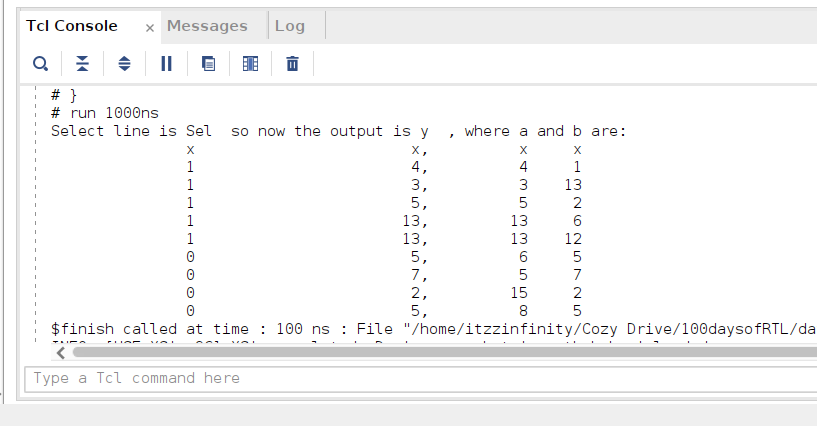 Tcl Console × Messages Log
# }
# run 1000ns
Select line is Sel  so now the output is y  , where a and b are:
x x, x x
1 4, 4 1
1 3, 3 13
1 5, 5 2
1 13, 13 6
1 13, 13 12
0 5, 6 5
0 7, 5 7
0 2, 15 2
0 5, 8 5
$finish called at time : 100 ns : File "/home/itzzinfinity/Cozy Drive/100daysofRTL/da
Type a Tcl command here